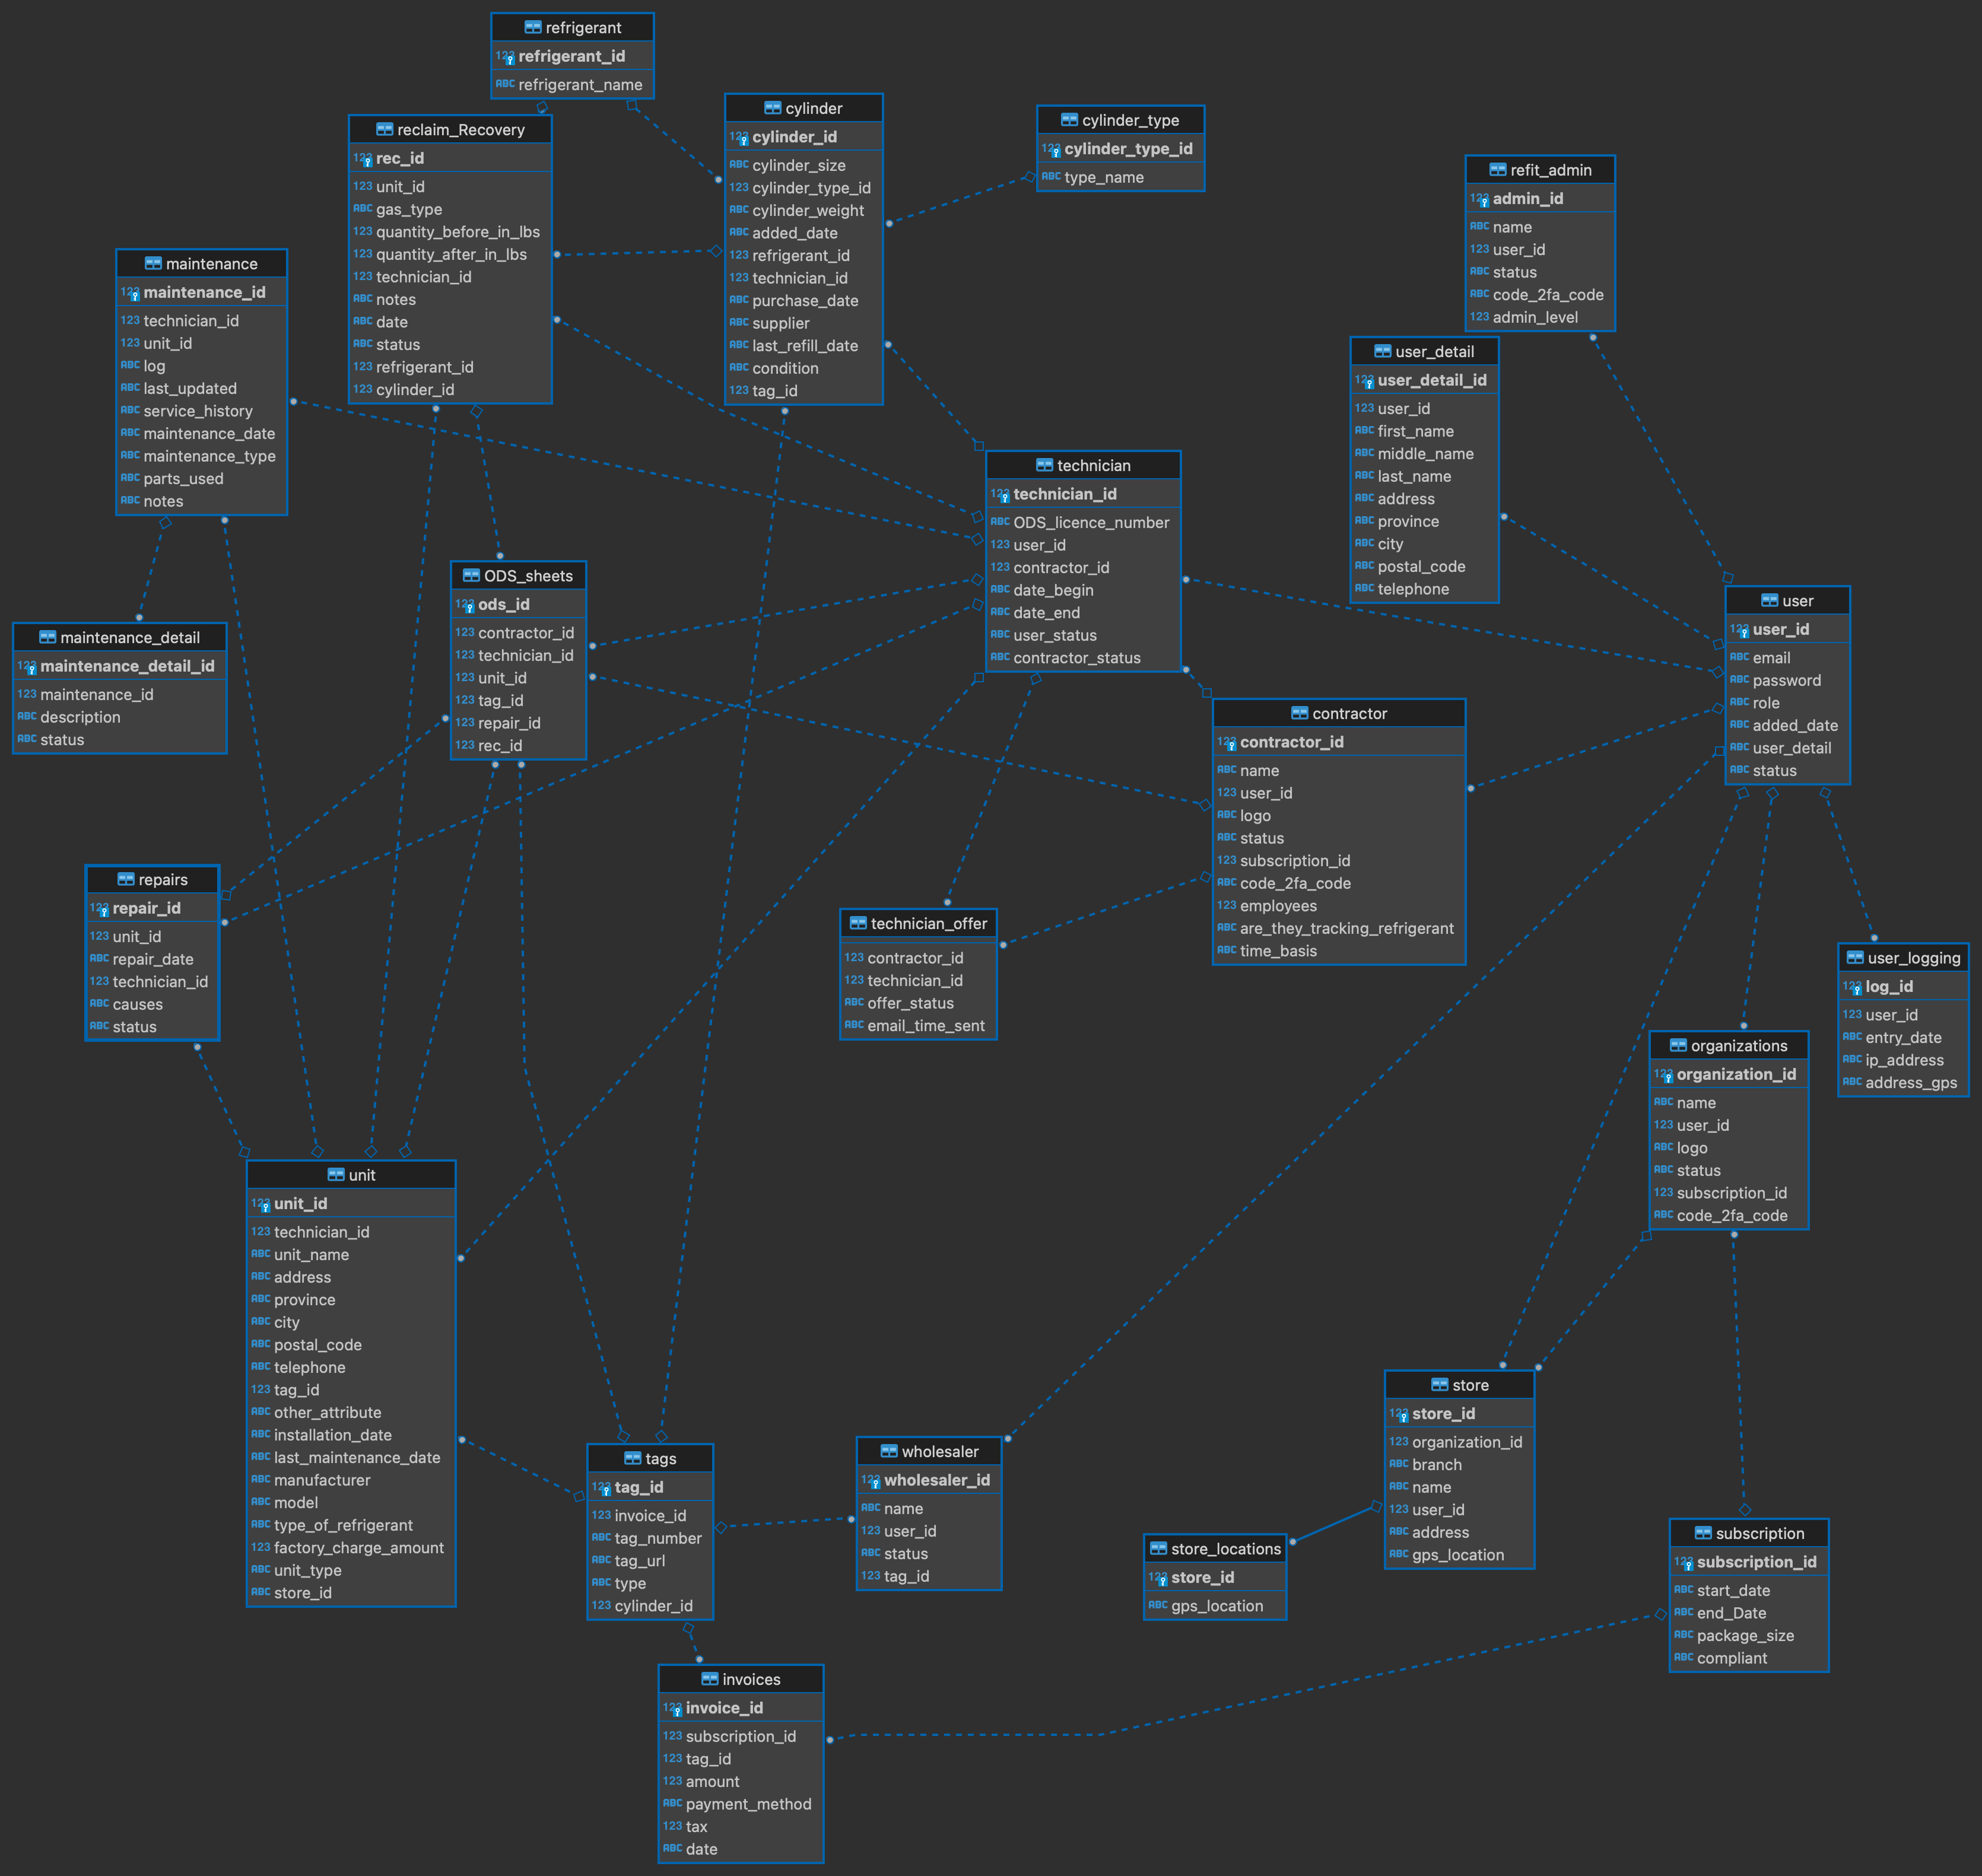 refrigerant
123 refrigerant_id
ABC refrigerant_name
reclaim_Recovery
123 rec_id
123 unit_id
ABC gas_type
123 quantity_before_in_lbs
123 quantity_after_in_lbs
123 technician_id
ABC notes
ABC date
ABC status
123 refrigerant_id
123 cylinder_id
cylinder
123 cylinder_id
ABC cylinder_size
123 cylinder_type_id
ABC cylinder_weight
ABC added_date
123 refrigerant_id
123 technician_id
ABC purchase_date
ABC supplier
ABC last_refill_date
ABC condition
123 tag_id
cylinder_type
123 cylinder_type_id
ABC type_name
refit_admin
123 admin_id
ABC name
123 user_id
ABC status
ABC code_2fa_code
123 admin_level
maintenance
123 maintenance_id
123 technician_id
123 unit_id
ABC log
ABC last_updated
ABC service_history
ABC maintenance_date
ABC maintenance_type
ABC parts_used
ABC notes
user_detail
123 user_detail_id
123 user_id
ABC first_name
ABC middle_name
ABC last_name
ABC address
ABC province
ABC city
ABC postal_code
ABC telephone
technician
123 technician_id
ABC ODS_licence_number
123 user_id
123 contractor_id
ABC date_begin
ABC date_end
ABC user_status
ABC contractor_status
ODS_sheets
123 ods_id
123 contractor_id
123 technician_id
123 unit_id
123 tag_id
123 repair_id
123 rec_id
user
123 user_id
ABC email
ABC password
ABC role
ABC added_date
ABC user_detail
ABC status
maintenance_detail
123 maintenance_detail_id
123 maintenance_id
ABC description
ABC status
contractor
123 contractor_id
ABC name
123 user_id
ABC logo
ABC status
123 subscription_id
ABC code_2fa_code
123 employees
ABC are_they_tracking_refrigerant
ABC time_basis
repairs
123 repair_id
123 unit_id
ABC repair_date
123 technician_id
ABC causes
ABC status
technician_offer
123 contractor_id
123 technician_id
ABC offer_status
ABC email_time_sent
user_logging
123 log_id
123 user_id
ABC entry_date
ABC ip_address
ABC address_gps
organizations
123 organization_id
ABC name
123 user_id
ABC logo
ABC status
123 subscription_id
ABC code_2fa_code
unit
123 unit_id
123 technician_id
ABC unit_name
ABC address
ABC province
ABC city
ABC postal_code
ABC telephone
123 tag_id
ABC other_attribute
ABC installation_date
ABC last_maintenance_date
ABC manufacturer
ABC model
ABC type_of_refrigerant
123 factory_charge_amount
ABC unit_type
ABC store_id
store
123 store_id
123 organization_id
ABC branch
ABC name
123 user_id
ABC address
ABC gps_location
tags
123 tag_id
123 invoice_id
ABC tag_number
ABC tag_url
ABC type
123 cylinder_id
wholesaler
123 wholesaler_id
ABC name
123 user_id
ABC status
123 tag_id
store_locations
123 store_id
ABC gps_location
subscription
123 subscription_id
ABC start_date
ABC end_Date
ABC package_size
ABC compliant
invoices
123 invoice_id
123 subscription_id
123 tag_id
123 amount
ABC payment_method
123 tax
ABC date